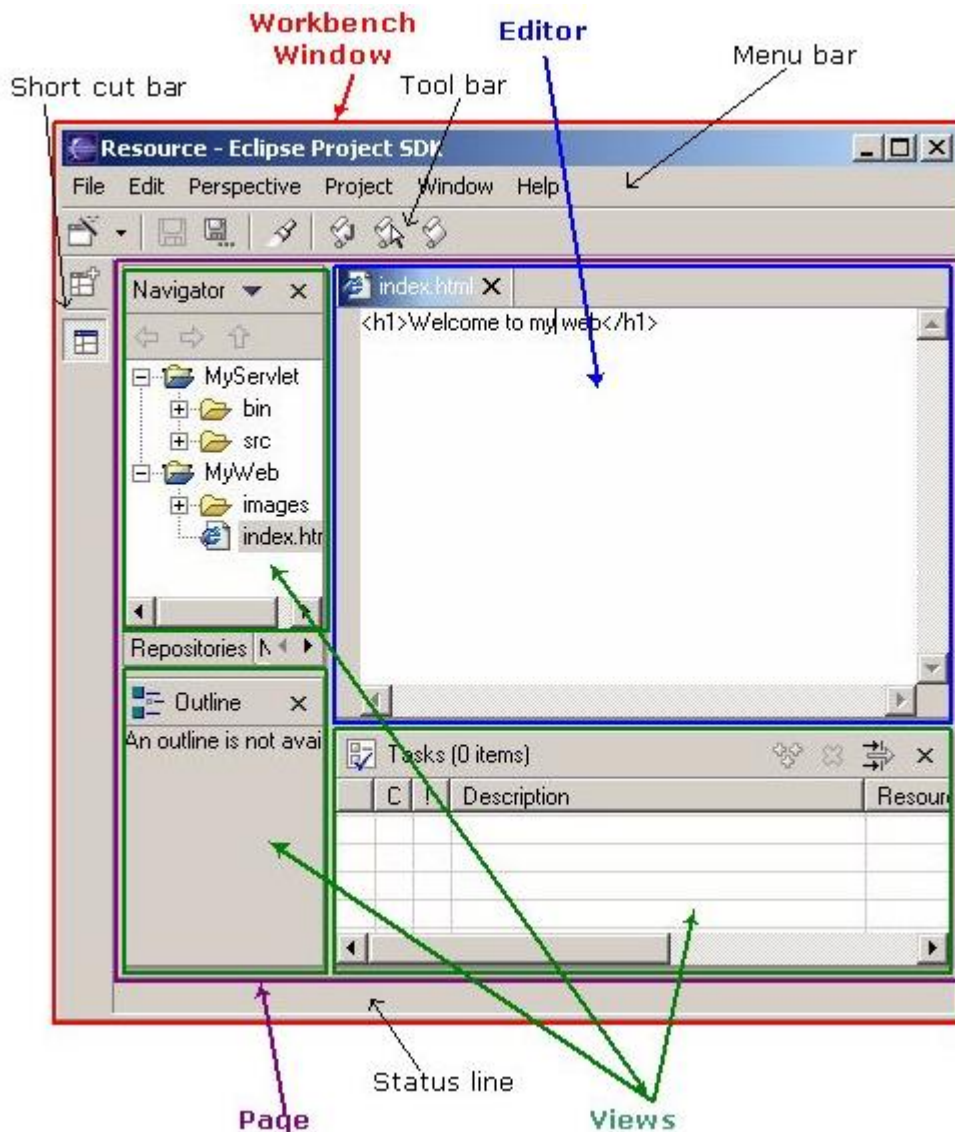 Workbench
Window
Editor
Menu bar
Short cut bar
Tool bar
Resource - Eclipse Project SDK
File Edit Perspective Project Window Help
Navigator
index.html
<h1>Welcome to my web</h1>
MyServlet
bin
src
MyWeb
images
index.htm
Repositories N
Outline
An outline is not avai
Tasks (0 items)
C ! Description Resour
Status line
Page
Views